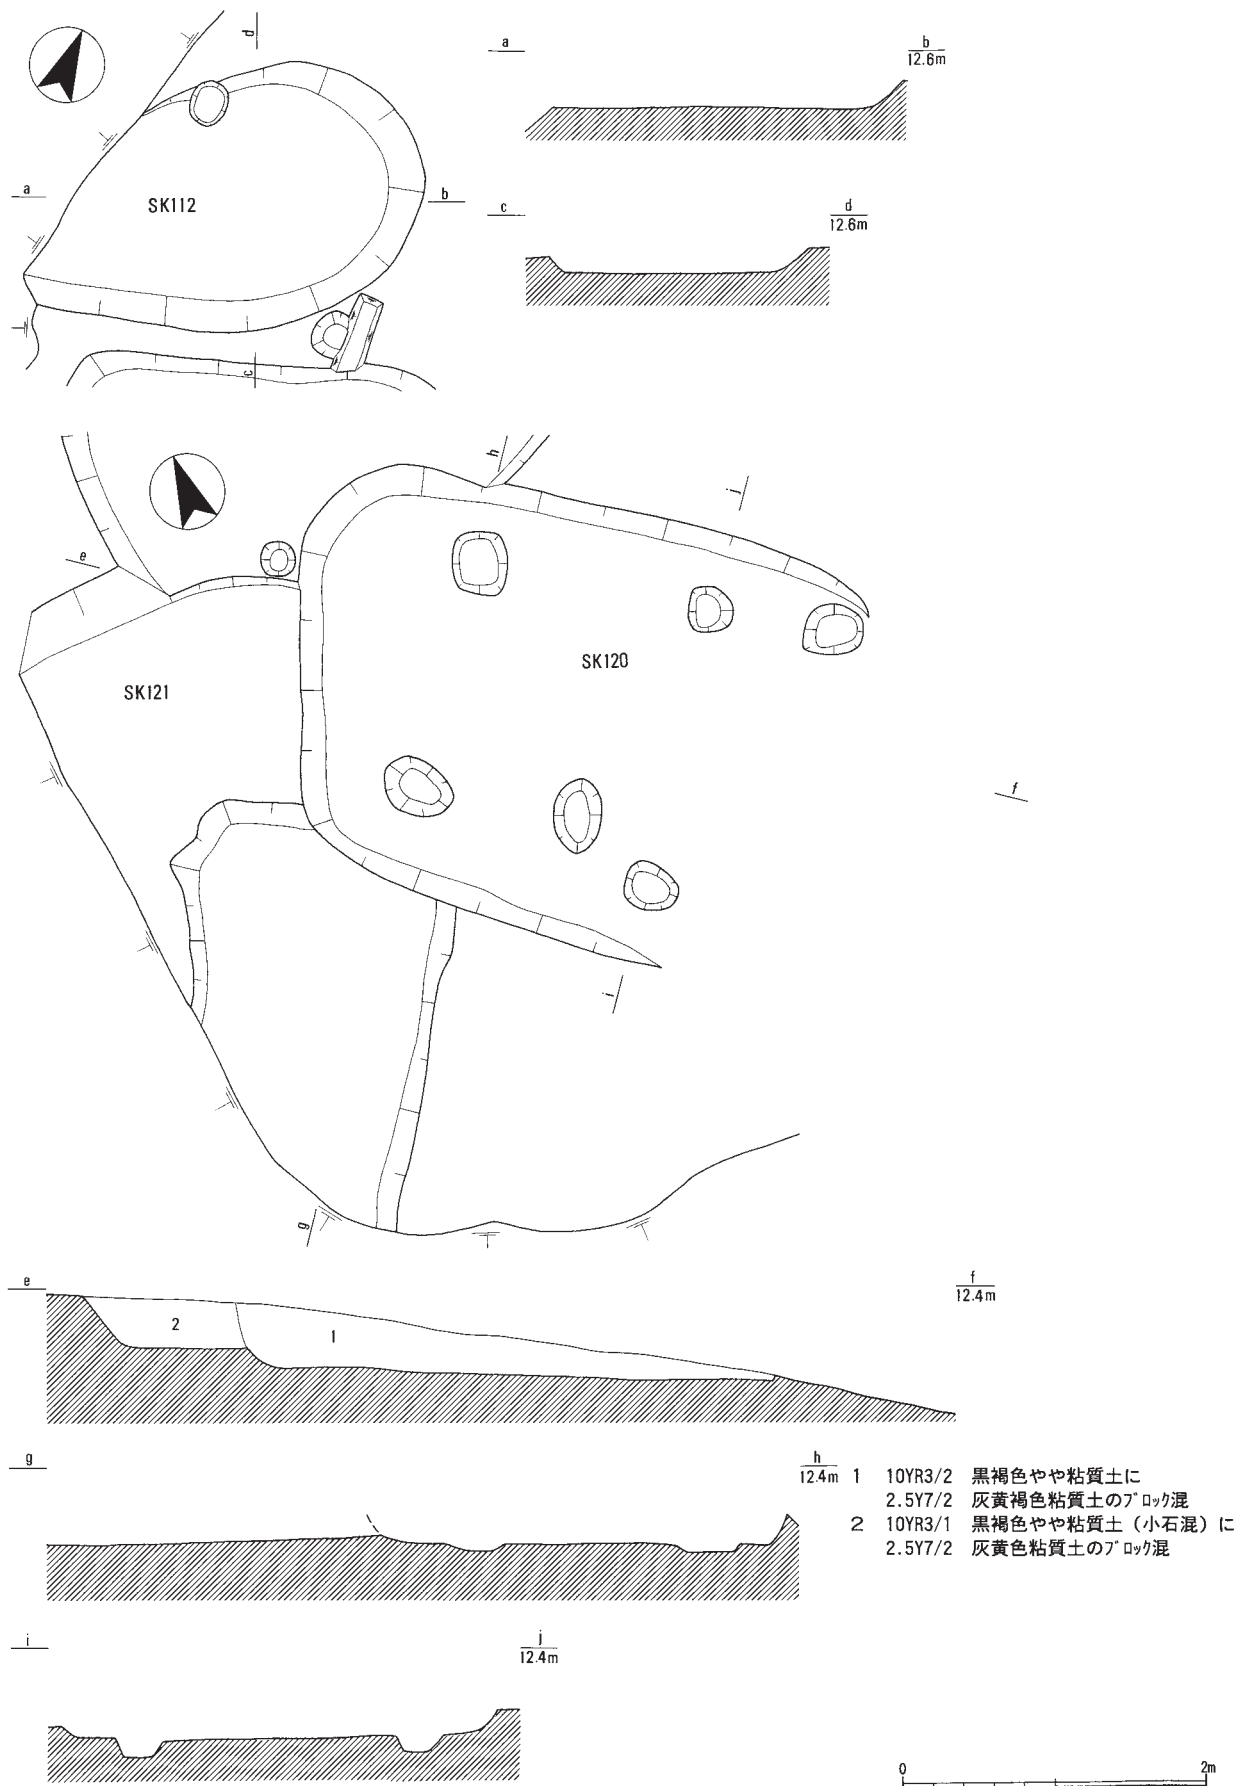 d
a
b
12.6m
SK112
a
b
c
d
12.6m
c
h
j
e
SK120
SK121
f
i
g
e
f
12.4m
2
1
g
h
12.4m
1 10YR3/2 黒褐色やや粘質土に
2.5Y7/2 灰黄褐色粘質土のブロック混
2 10YR3/1 黒褐色やや粘質土（小石混）に
2.5Y7/2 灰黄色粘質土のブロック混
i
j
12.4m
0
2m